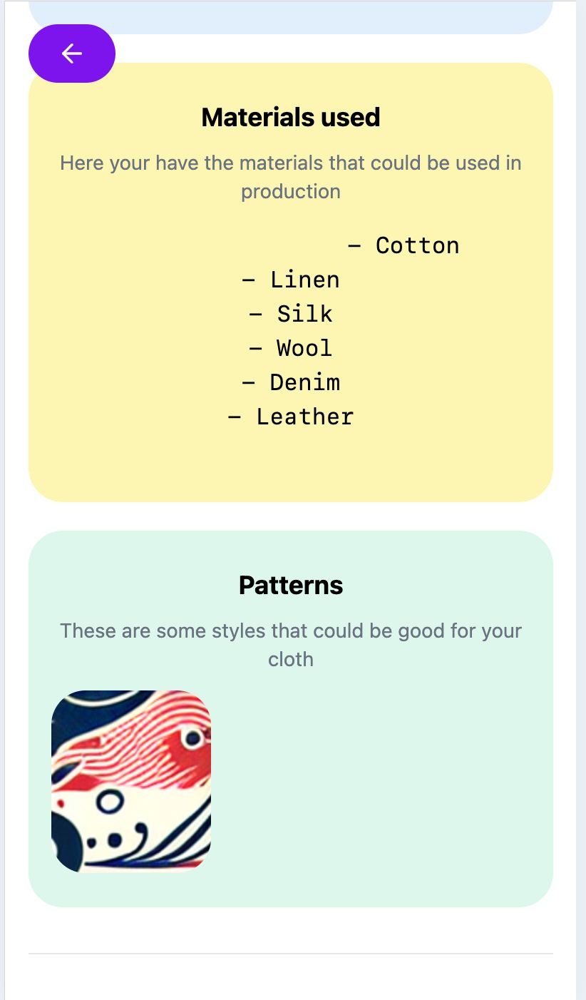 Materials used
Here your have the materials that could be used in
production
– Cotton
– Linen
– Silk
– Wool
– Denim
– Leather
Patterns
These are some styles that could be good for your
cloth